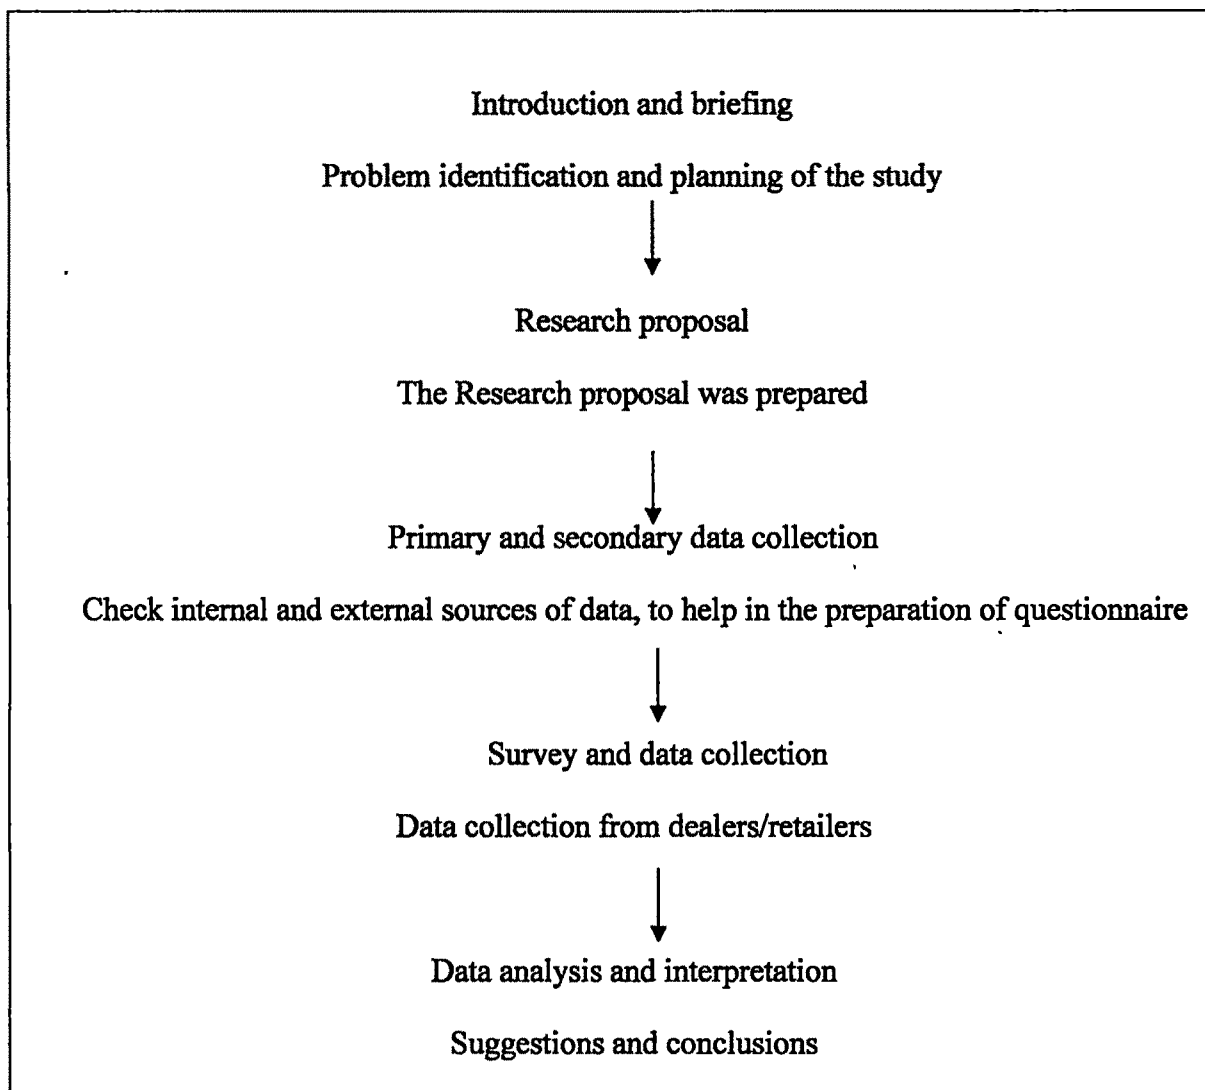 Introduction and briefing
Problem identification and planning of the study
Research proposal
The Research proposal was prepared
Primary and secondary data collection
Check internal and external sources of data, to help in the preparation of questionnaire
Survey and data collection
Data collection from dealers/retailers
Data analysis and interpretation
Suggestions and conclusions